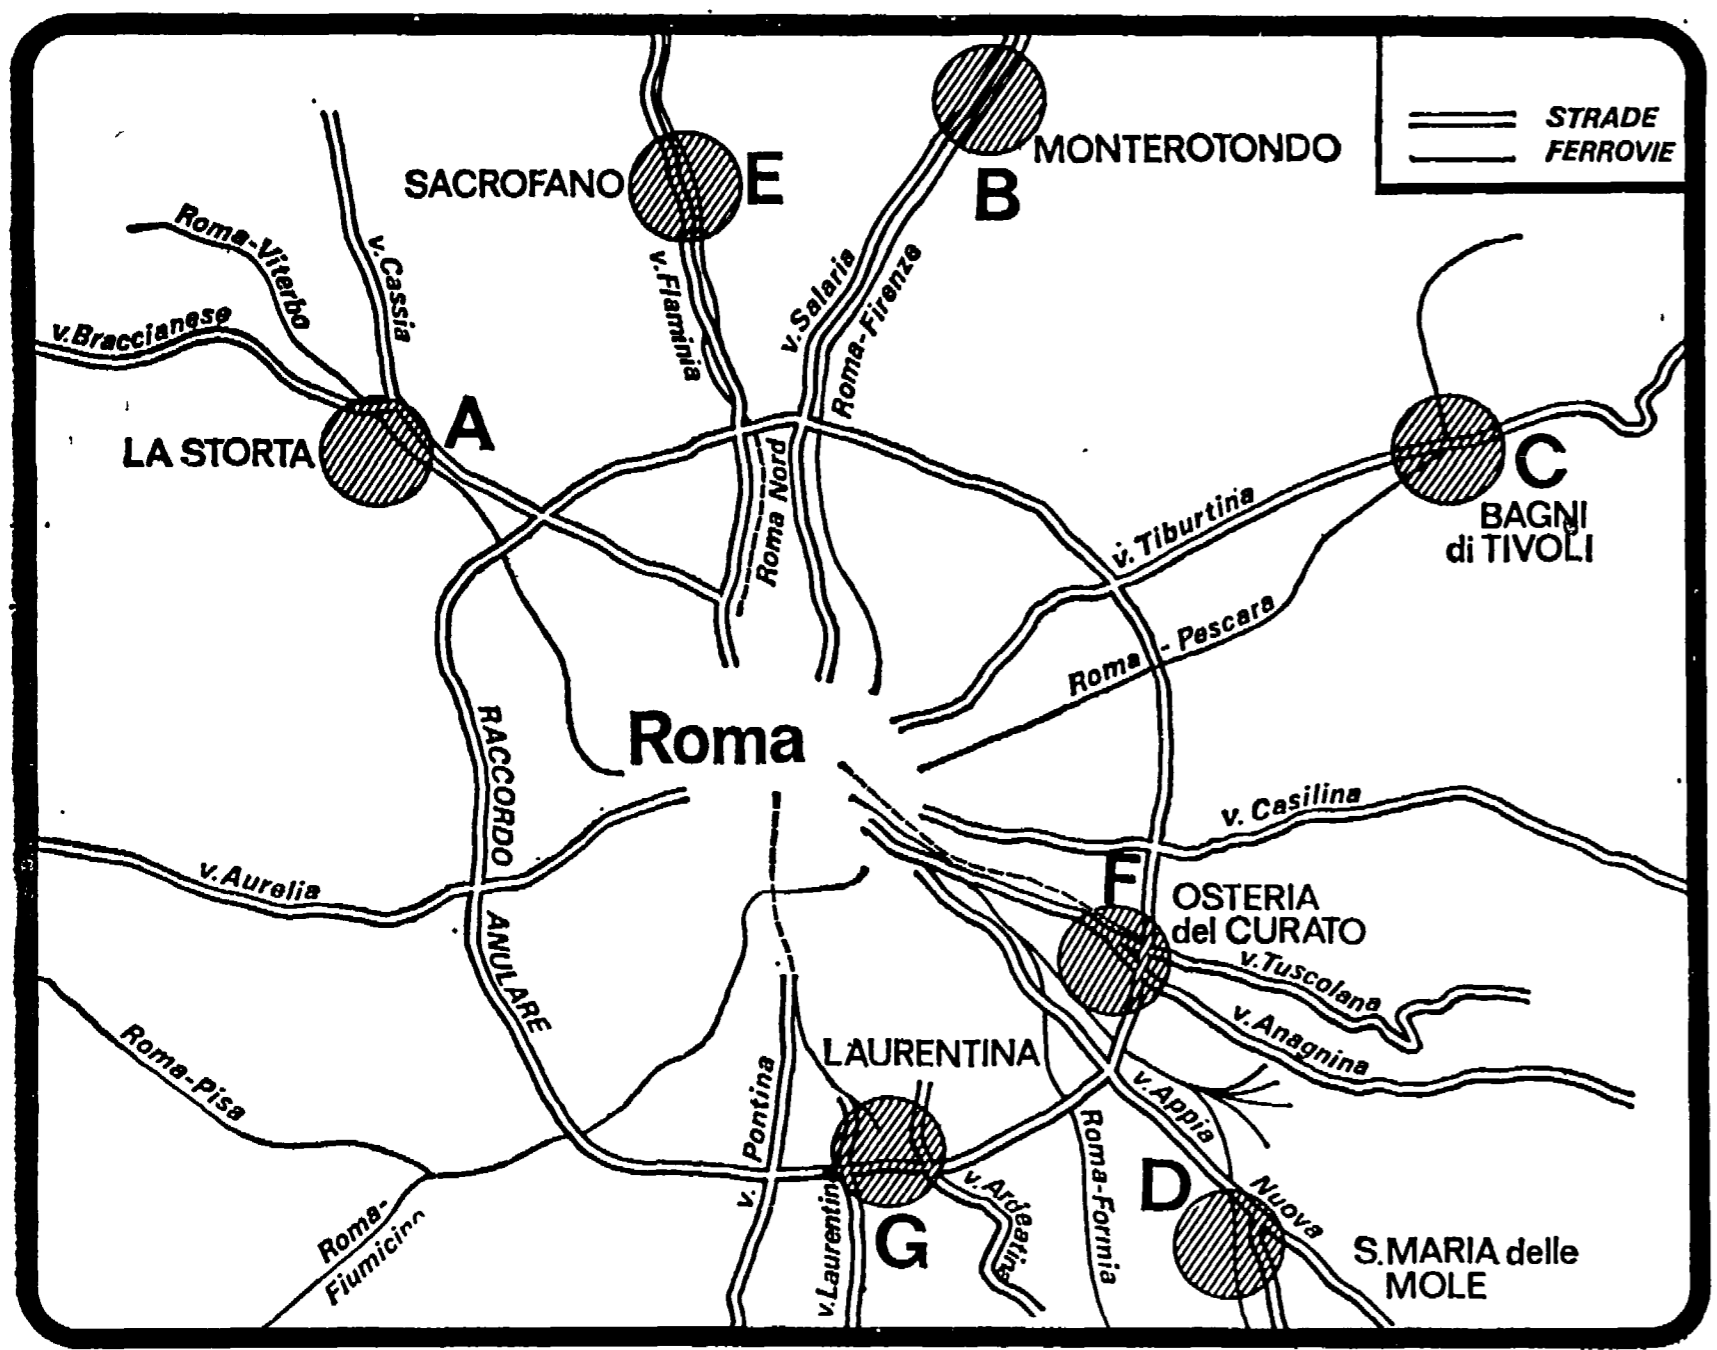 STRADE
FERROVIE
MONTEROTONDO
B
SACROFANO
E
Roma-Viterbo
v.Cassia
v.Braccianese
v.Flaminia
v.Salaria
Roma-Firenze
A
LA STORTA
C
BAGNI
di TIVOLI
Roma Nord
v.Tiburtina
Roma - Pescara
Roma
RACCORDO ANULARE
v. Casilina
v.Aurelia
F
OSTERIA
del CURATO
v.Tuscolana
v.Anagnina
Roma-Pisa
LAURENTINA
v. Pontina
v.Appia Nuova
Roma-Formia
D
v.Ardeatina
v.Laurentin
G
Roma-
Fiumicino
S.MARIA delle
MOLE